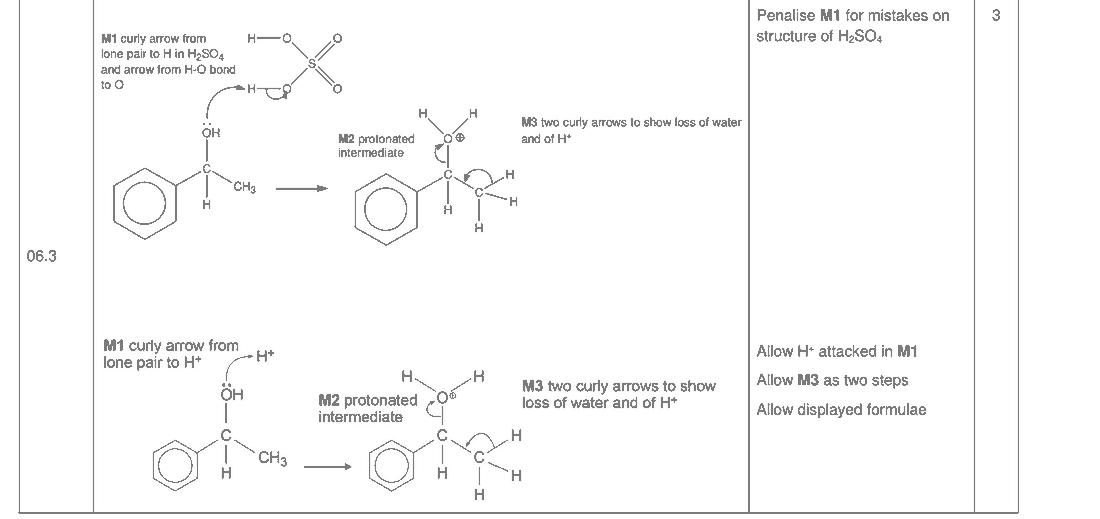 Penalise M1 for mistakes on
structure of H₂SO₄
3
M1 curly arrow from
lone pair to H in H₂SO₄
and arrow from H-O bond
to O
H O O
S
H O O
OH
C
CH₃
H
M2 protonated
intermediate
H H
O ⊕
C
H
C H
H
H
M3 two curly arrows to show loss of water
and of H⁺
06.3
M1 curly arrow from
lone pair to H⁺
H⁺
OH
C
CH₃
H
M2 protonated
intermediate
H H
O ⊕
C
H
C H
H
H
M3 two curly arrows to show
loss of water and of H⁺
Allow H⁺ attacked in M1
Allow M3 as two steps
Allow displayed formulae